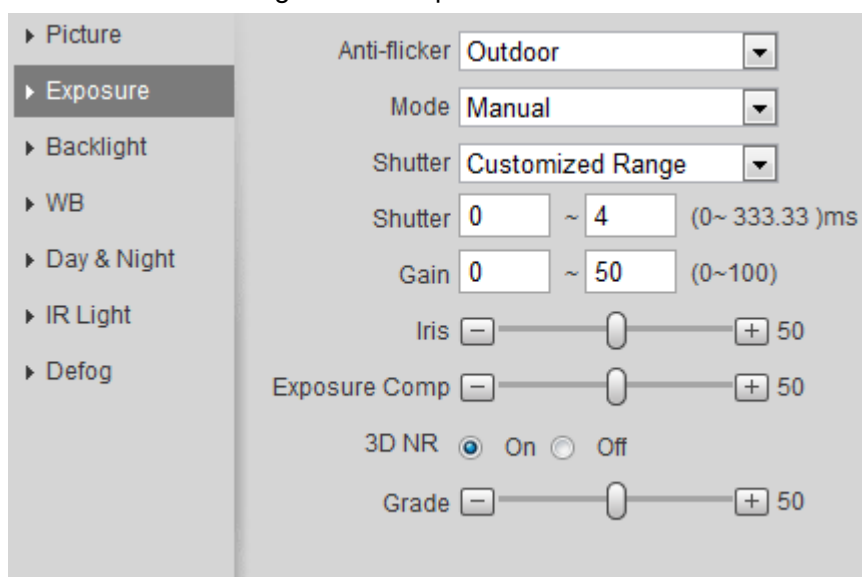 Picture
Exposure
Backlight
WB
Day & Night
IR Light
Defog
Anti-flicker Outdoor
Mode Manual
Shutter Customized Range
Shutter 0 ~ 4 (0~ 333.33 )ms
Gain 0 ~ 50 (0~100)
Iris 50
Exposure Comp 50
3D NR On Off
Grade 50